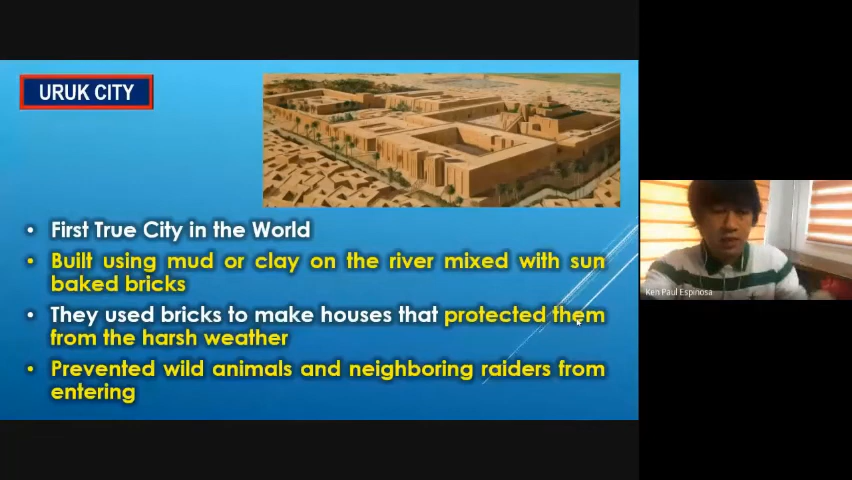 URUK CITY
• First True City in the World
• Built using mud or clay on the river mixed with sun
baked bricks
• They used bricks to make houses that protected them
from the harsh weather
• Prevented wild animals and neighboring raiders from
entering
Ken Paul Espinosa